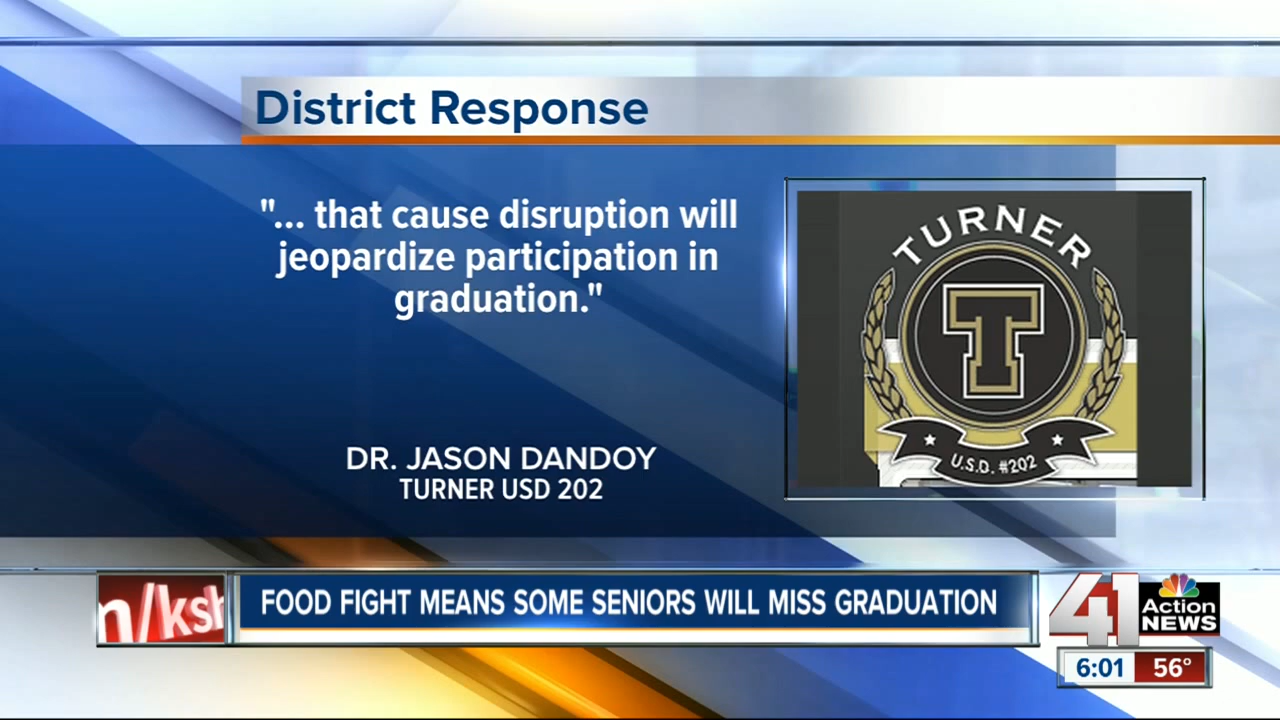 District Response
"... that cause disruption will
jeopardize participation in
graduation."
DR. JASON DANDOY
TURNER USD 202
TURNER
T
U.S.D. #202
n/ksh
FOOD FIGHT MEANS SOME SENIORS WILL MISS GRADUATION
41
Action
NEWS
6:01 56°